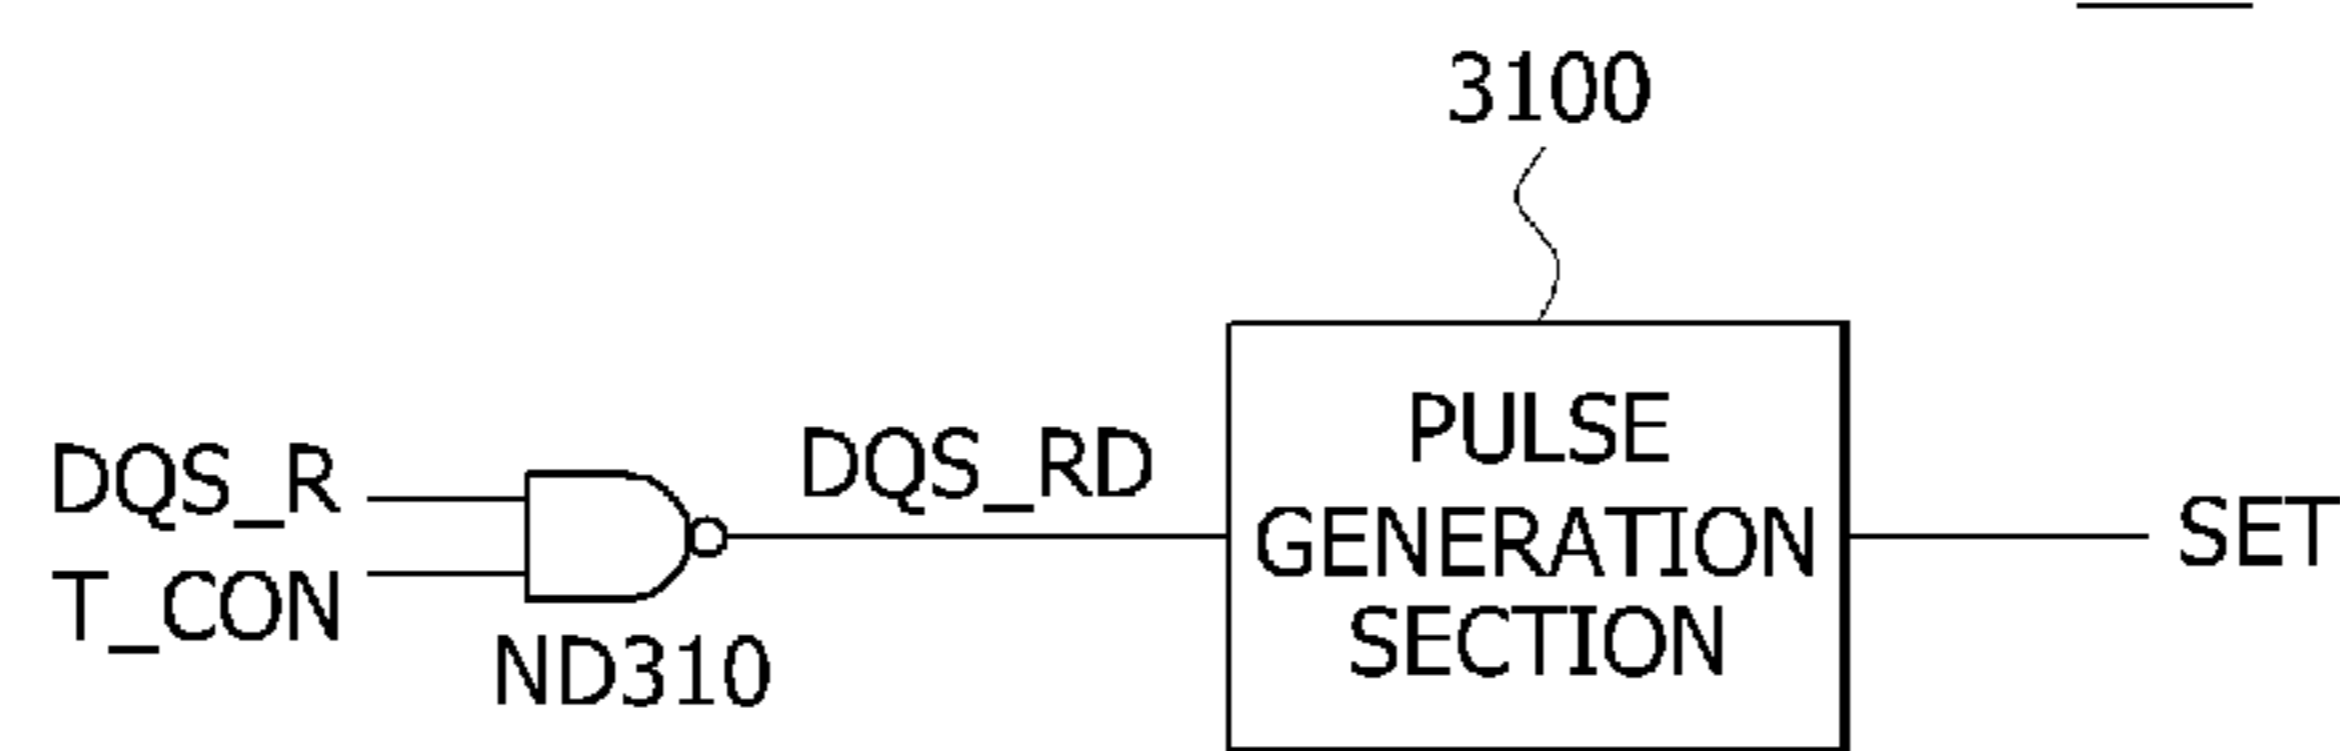 3100
DQS_R
T_CON
ND310
DQS_RD
PULSE
GENERATION
SECTION
SET